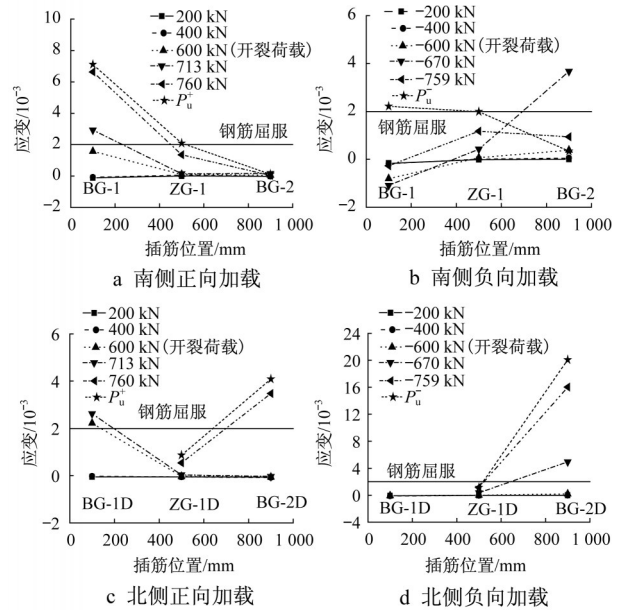 200 kN
400 kN
600 kN(开裂荷载)
713 kN
760 kN
P_u^+
应变/10⁻³
10
8
6
4
2
0
−2
钢筋屈服
BG-1 ZG-1 BG-2
0 200 400 600 800 1 000
插筋位置/mm
a 南侧正向加载
−200 kN
−400 kN
−600 kN(开裂荷载)
−670 kN
−759 kN
P_u^−
应变/10⁻³
6
4
2
0
−2
钢筋屈服
BG-1 ZG-1 BG-2
0 200 400 600 800 1 000
插筋位置/mm
b 南侧负向加载
200 kN
400 kN
600 kN(开裂荷载)
713 kN
760 kN
P_u^+
应变/10⁻³
6
4
2
0
−2
钢筋屈服
BG-1D ZG-1D BG-2D
0 200 400 600 800 1 000
插筋位置/mm
c 北侧正向加载
−200 kN
−400 kN
−600 kN(开裂荷载)
−670 kN
−759 kN
P_u^−
应变/10⁻³
24
20
16
12
8
4
0
−4
钢筋屈服
BG-1D ZG-1D BG-2D
0 200 400 600 800 1 000
插筋位置/mm
d 北侧负向加载